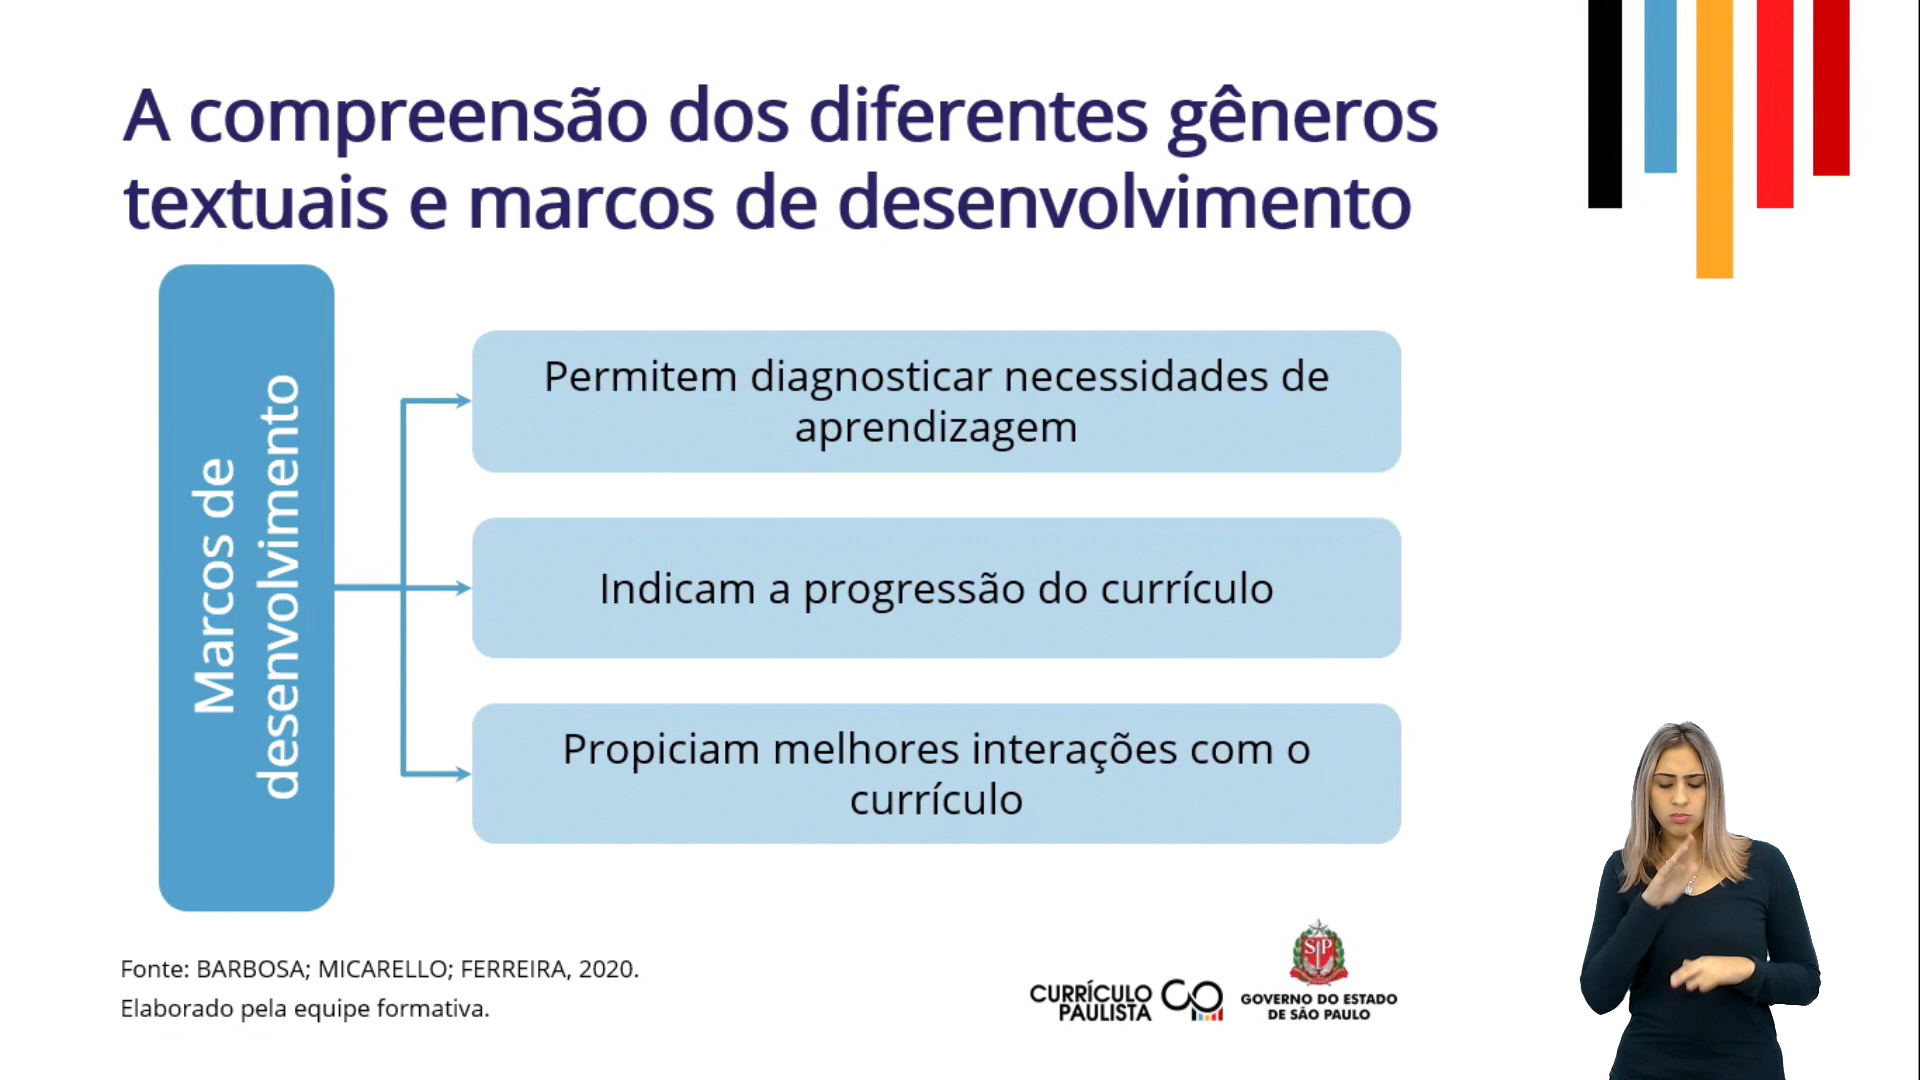 A compreensão dos diferentes gêneros
textuais e marcos de desenvolvimento
Marcos de
desenvolvimento
Permitem diagnosticar necessidades de
aprendizagem
Indicam a progressão do currículo
Propiciam melhores interações com o
currículo
Fonte: BARBOSA; MICARELLO; FERREIRA, 2020.
Elaborado pela equipe formativa.
CURRÍCULO
PAULISTA
SP
GOVERNO DO ESTADO
DE SÃO PAULO